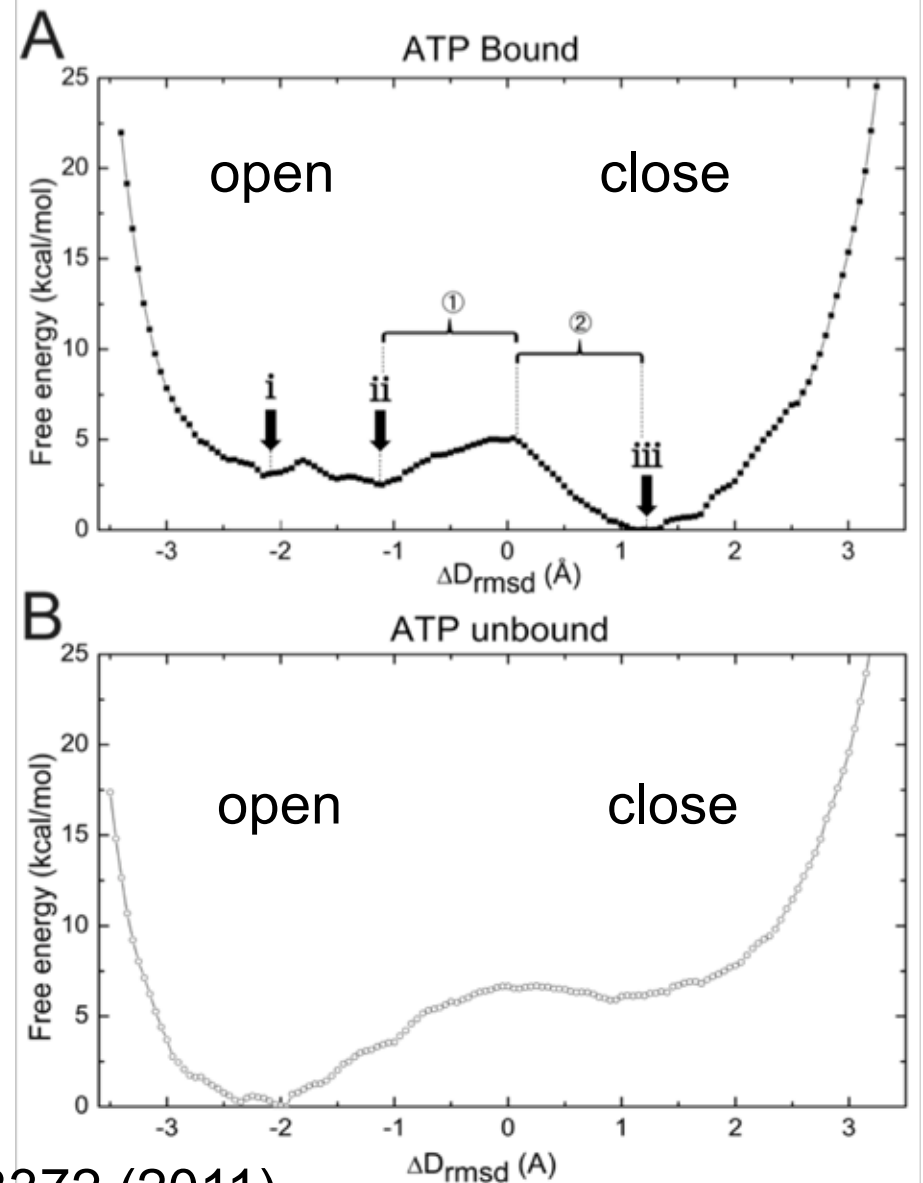 A
ATP Bound
open
close
Free energy (kcal/mol)
25
20
15
10
5
0
①
②
i
ii
iii
-3
-2
-1
0
1
2
3
ΔDrmsd (Å)
B
ATP unbound
open
close
Free energy (kcal/mol)
25
20
15
10
5
0
-3
-2
-1
0
1
2
3
ΔDrmsd (A)
(2011)